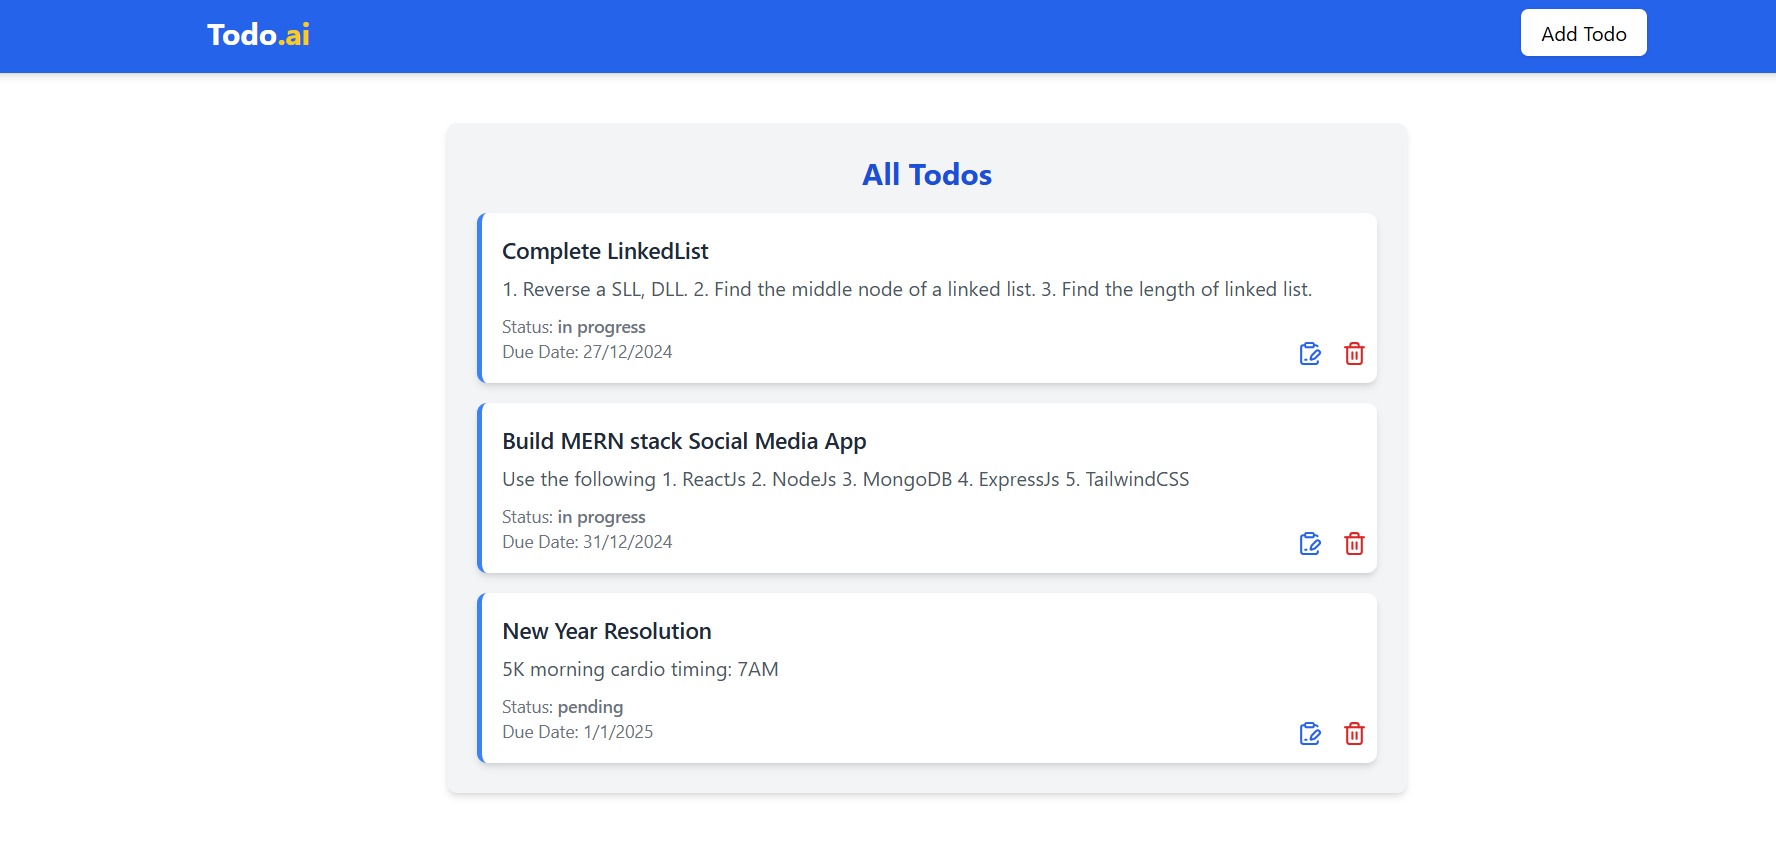 Todo.ai
Add Todo
All Todos
Complete LinkedList
1. Reverse a SLL, DLL. 2. Find the middle node of a linked list. 3. Find the length of linked list.
Status: in progress
Due Date: 27/12/2024
Build MERN stack Social Media App
Use the following 1. ReactJs 2. NodeJs 3. MongoDB 4. ExpressJs 5. TailwindCSS
Status: in progress
Due Date: 31/12/2024
New Year Resolution
5K morning cardio timing: 7AM
Status: pending
Due Date: 1/1/2025